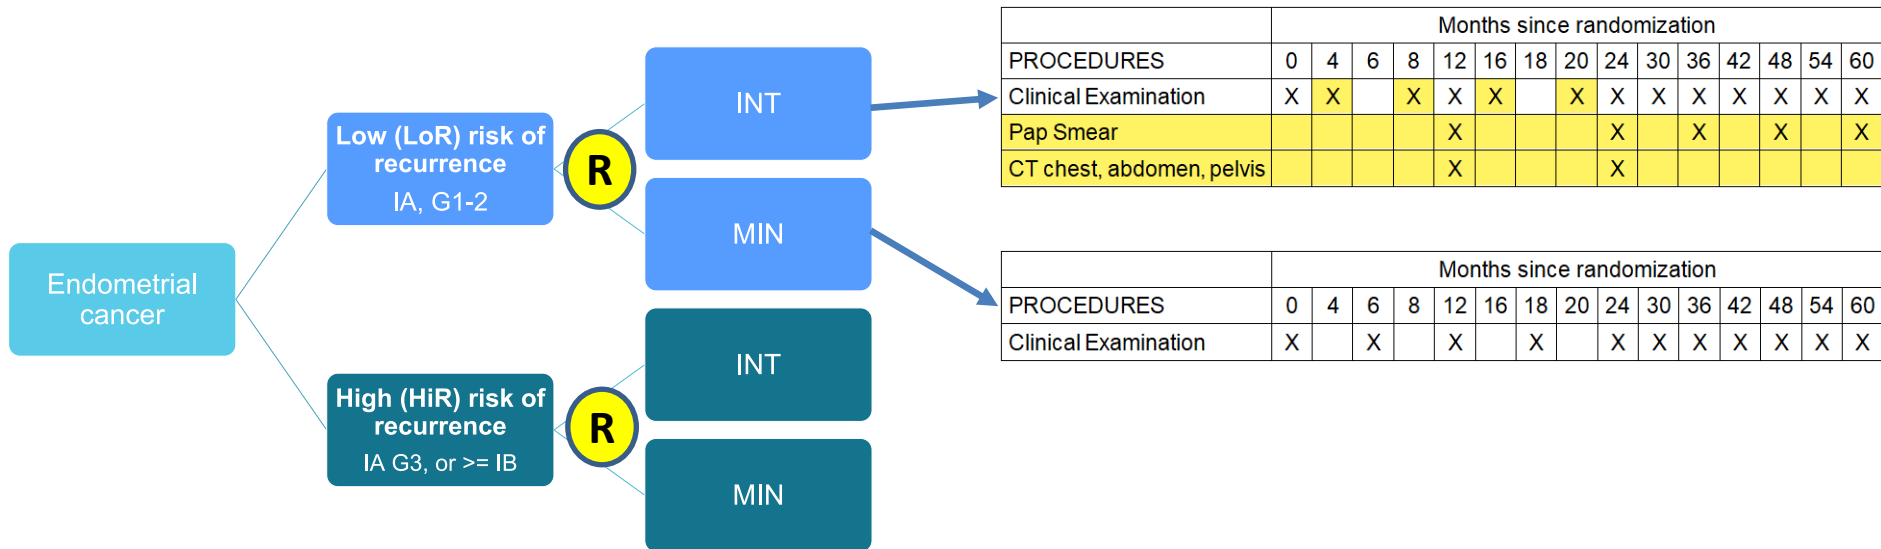 Endometrial
cancer
Low (LoR) risk of
recurrence
IA, G1-2
High (HiR) risk of
recurrence
IA G3, or >= IB
R
R
INT
MIN
INT
MIN
Months since randomization
PROCEDURES 0 4 6 8 12 16 18 20 24 30 36 42 48 54 60
Clinical Examination X X X X X X X X X X X X X
Pap Smear X X X X X
CT chest, abdomen, pelvis X X
Months since randomization
PROCEDURES 0 4 6 8 12 16 18 20 24 30 36 42 48 54 60
Clinical Examination X X X X X X X X X X X